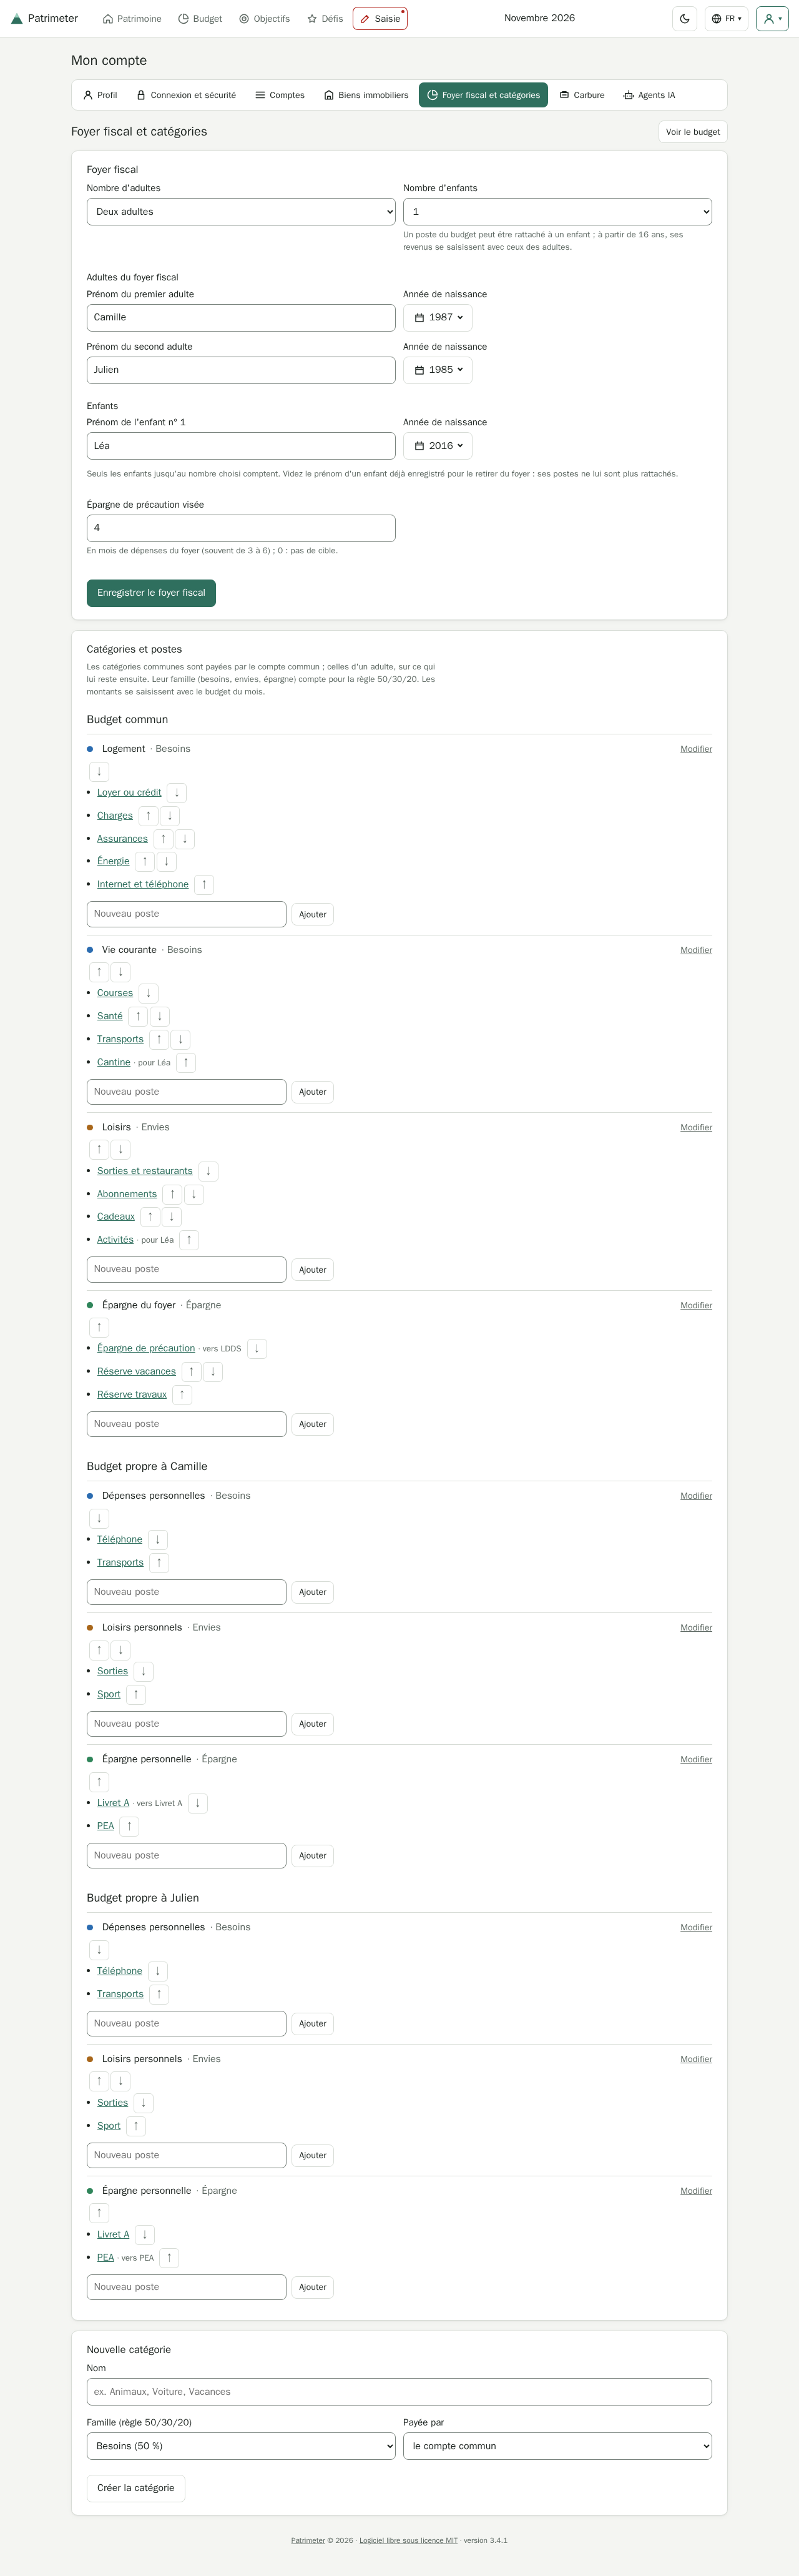 Patrimeter
Patrimoine
Budget
Objectifs
Défis
Saisie
Novembre 2026
FR
Mon compte
Profil
Connexion et sécurité
Comptes
Biens immobiliers
Foyer fiscal et catégories
Carbure
Agents IA
Foyer fiscal et catégories
Voir le budget
Foyer fiscal
Nombre d'adultes
Nombre d'enfants
Deux adultes
1
Un poste du budget peut être rattaché à un enfant ; à partir de 16 ans, ses
revenus se saisissent avec ceux des adultes.
Adultes du foyer fiscal
Prénom du premier adulte
Année de naissance
Camille
1987
Prénom du second adulte
Année de naissance
Julien
1985
Enfants
Prénom de l'enfant n° 1
Année de naissance
Léa
2016
Seuls les enfants jusqu'au nombre choisi comptent. Videz le prénom d'un enfant déjà enregistré pour le retirer du foyer : ses postes ne lui sont plus rattachés.
Épargne de précaution visée
4
En mois de dépenses du foyer (souvent de 3 à 6) ; 0 : pas de cible.
Enregistrer le foyer fiscal
Catégories et postes
Les catégories communes sont payées par le compte commun ; celles d'un adulte, sur ce qui
lui reste ensuite. Leur famille (besoins, envies, épargne) compte pour la règle 50/30/20. Les
montants se saisissent avec le budget du mois.
Budget commun
Logement · Besoins
Modifier
↓
Loyer ou crédit ↓
Charges ↑ ↓
Assurances ↑ ↓
Énergie ↑ ↓
Internet et téléphone ↑
Nouveau poste
Ajouter
Vie courante · Besoins
Modifier
↑ ↓
Courses ↓
Santé ↑ ↓
Transports ↑ ↓
Cantine · pour Léa ↑
Nouveau poste
Ajouter
Loisirs · Envies
Modifier
↑ ↓
Sorties et restaurants ↓
Abonnements ↑ ↓
Cadeaux ↑ ↓
Activités · pour Léa ↑
Nouveau poste
Ajouter
Épargne du foyer · Épargne
Modifier
↑
Épargne de précaution · vers LDDS ↓
Réserve vacances ↑ ↓
Réserve travaux ↑
Nouveau poste
Ajouter
Budget propre à Camille
Dépenses personnelles · Besoins
Modifier
↓
Téléphone ↓
Transports ↑
Nouveau poste
Ajouter
Loisirs personnels · Envies
Modifier
↑ ↓
Sorties ↓
Sport ↑
Nouveau poste
Ajouter
Épargne personnelle · Épargne
Modifier
↑
Livret A · vers Livret A ↓
PEA ↑
Nouveau poste
Ajouter
Budget propre à Julien
Dépenses personnelles · Besoins
Modifier
↓
Téléphone ↓
Transports ↑
Nouveau poste
Ajouter
Loisirs personnels · Envies
Modifier
↑ ↓
Sorties ↓
Sport ↑
Nouveau poste
Ajouter
Épargne personnelle · Épargne
Modifier
↑
Livret A ↓
PEA · vers PEA ↑
Nouveau poste
Ajouter
Nouvelle catégorie
Nom
ex. Animaux, Voiture, Vacances
Famille (règle 50/30/20)
Payée par
Besoins (50 %)
le compte commun
Créer la catégorie
Patrimeter © 2026 · Logiciel libre sous licence MIT · version 3.4.1